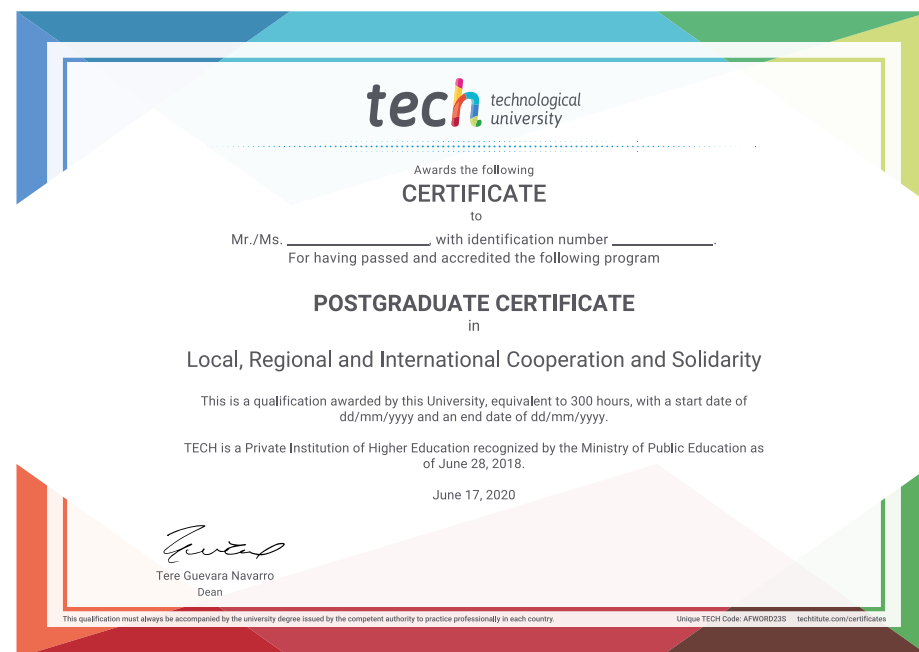 tech technological
university
Awards the following
CERTIFICATE
to
Mr./Ms. ____________________, with identification number ______________.
For having passed and accredited the following program
POSTGRADUATE CERTIFICATE
in
Local, Regional and International Cooperation and Solidarity
This is a qualification awarded by this University, equivalent to 300 hours, with a start date of
dd/mm/yyyy and an end date of dd/mm/yyyy.
TECH is a Private Institution of Higher Education recognized by the Ministry of Public Education as
of June 28, 2018.
June 17, 2020
Tere Guevara Navarro
Dean
This qualification must always be accompanied by the university degree issued by the competent authority to practice professionally in each country. Unique TECH Code: AFWORD23S techtitute.com/certificates